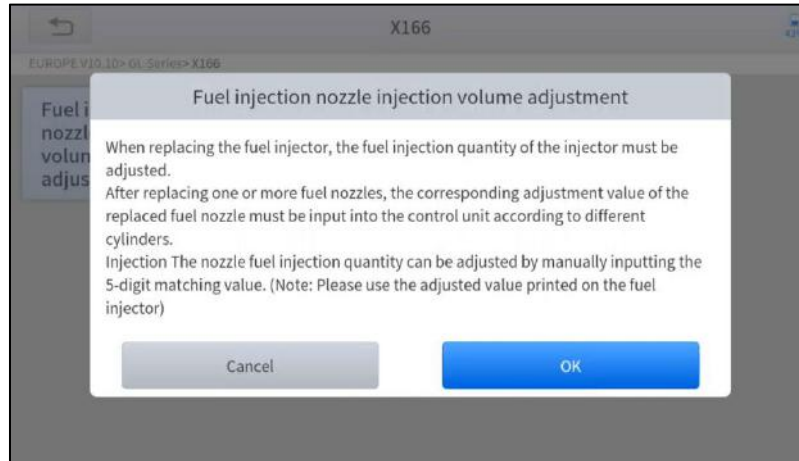 X166
EUROPE V10.10> GL-Series> X166
Fuel i
nozzl
volun
adjus
Fuel injection nozzle injection volume adjustment
When replacing the fuel injector, the fuel injection quantity of the injector must be
adjusted.
After replacing one or more fuel nozzles, the corresponding adjustment value of the
replaced fuel nozzle must be input into the control unit according to different
cylinders.
Injection The nozzle fuel injection quantity can be adjusted by manually inputting the
5-digit matching value. (Note: Please use the adjusted value printed on the fuel
injector)
Cancel
OK